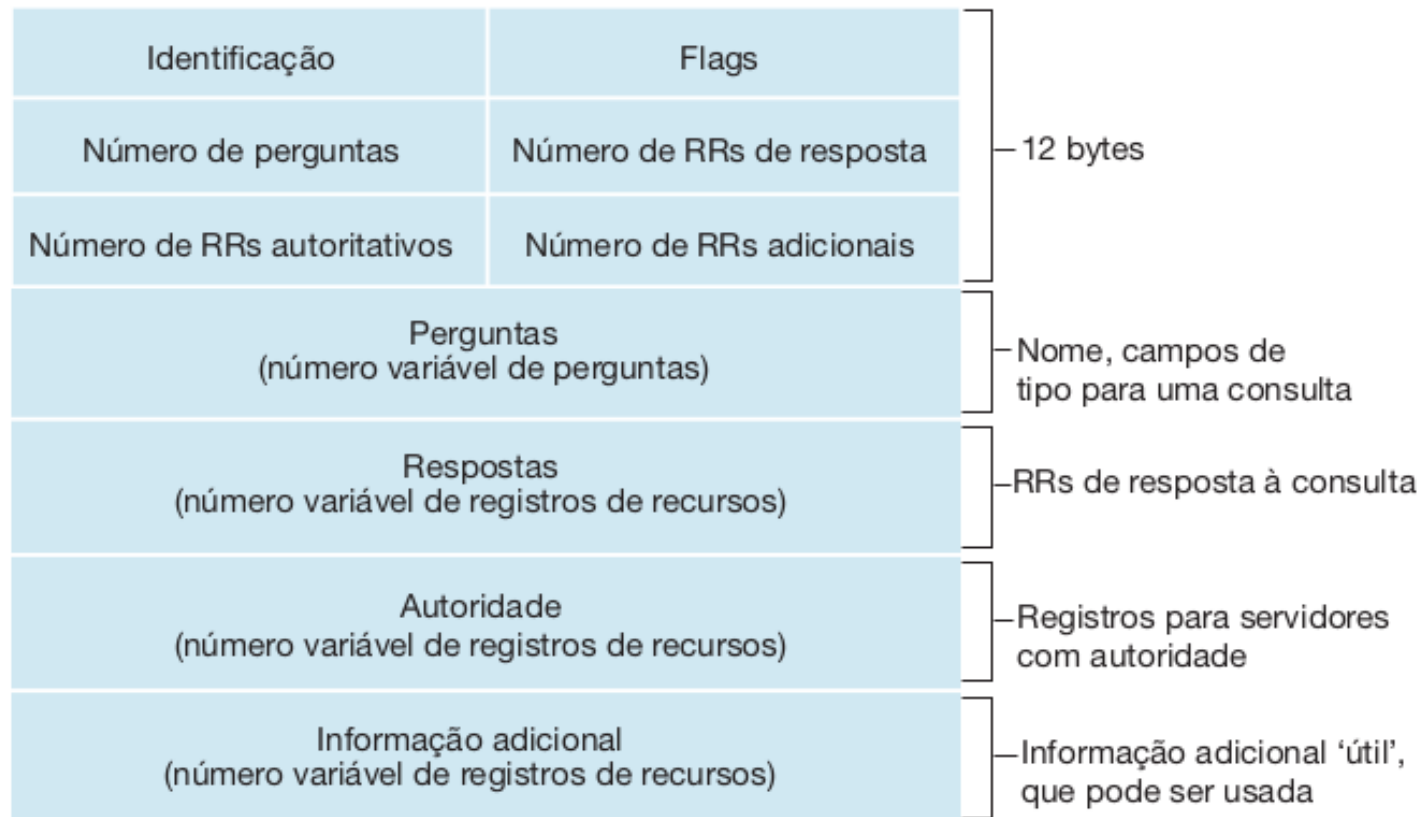 Identificação
Flags
Número de perguntas
Número de RRs de resposta
12 bytes
Número de RRs autoritativos
Número de RRs adicionais
Perguntas
(número variável de perguntas)
Nome, campos de
tipo para uma consulta
Respostas
(número variável de registros de recursos)
RRs de resposta à consulta
Autoridade
(número variável de registros de recursos)
Registros para servidores
com autoridade
Informação adicional
(número variável de registros de recursos)
Informação adicional ‘útil’,
que pode ser usada